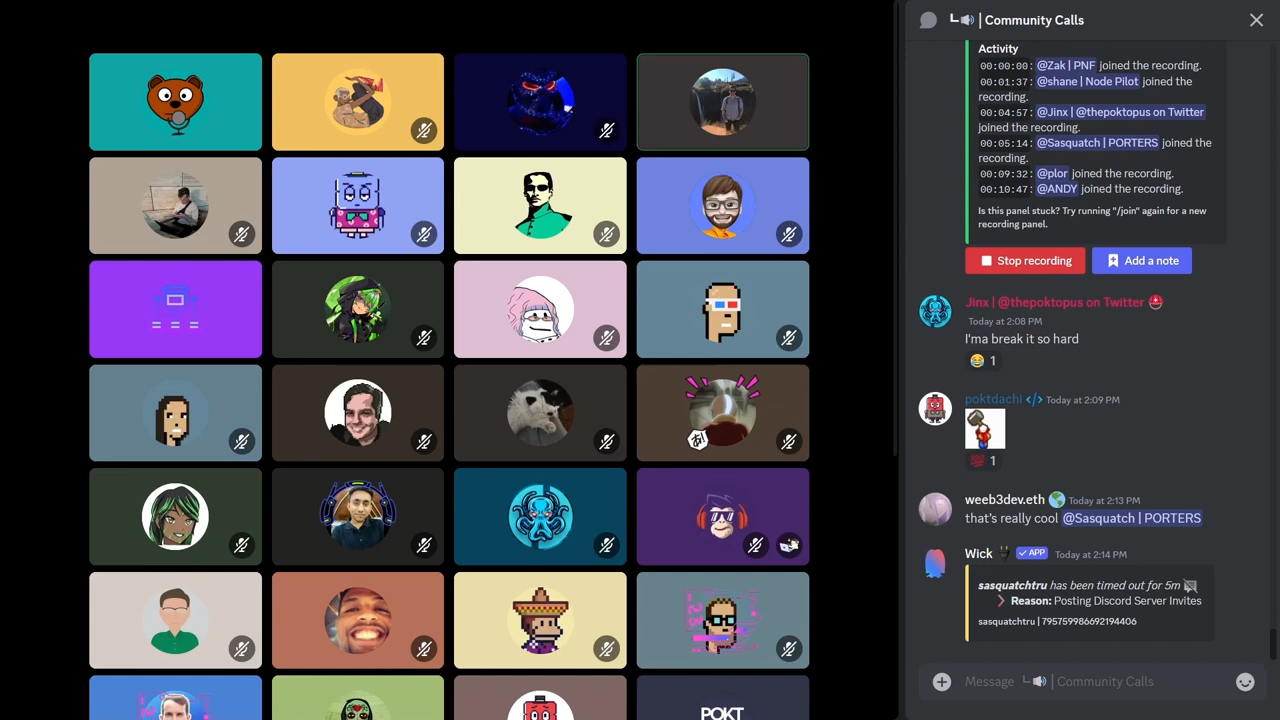 Community Calls
Activity
00:00:00: @Zak | PNF joined the recording.
00:01:37: @shane | Node Pilot joined the
recording.
00:04:57: @Jinx | @thepoktopus on Twitter
joined the recording.
00:05:14: @Sasquatch | PORTERS joined the
recording.
00:09:32: @plor joined the recording.
00:10:47: @ANDY joined the recording.
Is this panel stuck? Try running "/join" again for a new
recording panel.
Stop recording Add a note
Jinx | @thepoktopus on Twitter
Today at 2:08 PM
I'ma break it so hard
1
poktdachi </> Today at 2:09 PM
1
weeb3dev.eth Today at 2:13 PM
that's really cool @Sasquatch | PORTERS
Wick APP Today at 2:14 PM
sasquatchtru has been timed out for 5m
Reason: Posting Discord Server Invites
sasquatchtru | 795759986692194406
Message Community Calls
あ!
POKT